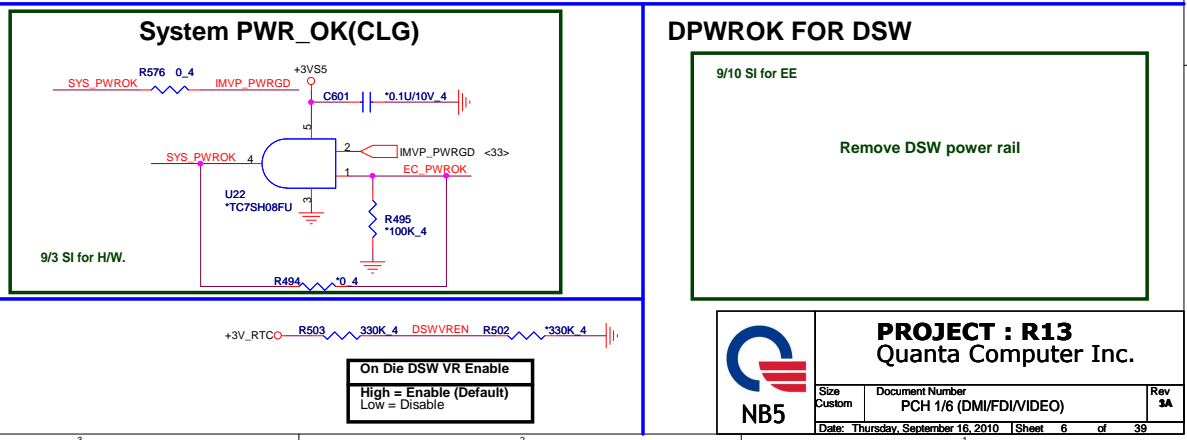 System PWR_OK(CLG)
R576 0_4
SYS_PWROK
IMVP_PWRGD
+3VS5
C601
*0.1U/10V_4
5
SYS_PWROK
4
2
IMVP_PWRGD <33>
1
EC_PWROK
3
U22
*TC7SH08FU
R495
*100K_4
9/3 SI for H/W.
R494
*0_4
DPWROK FOR DSW
9/10 SI for EE
Remove DSW power rail
+3V_RTC
R503
330K_4
DSWVREN
R502
*330K_4
On Die DSW VR Enable
High = Enable (Default)
Low = Disable
NB5
PROJECT : R13
Quanta Computer Inc.
Size
Custom
Document Number
PCH 1/6 (DMI/FDI/VIDEO)
Rev
Date: Thursday, September 16, 2010
Sheet 6 of 39
3
2
1